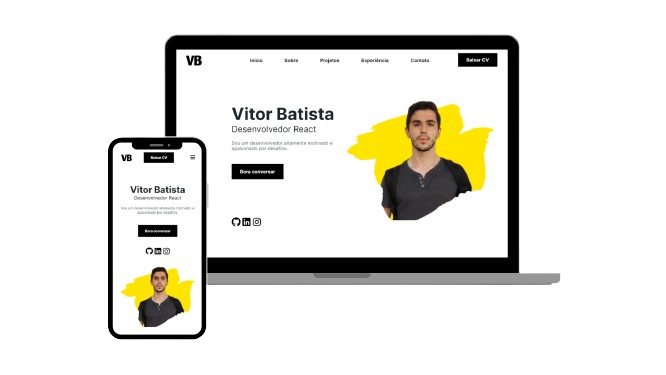 VB
Início Sobre Projetos Experiência Contato
Baixar CV
Vitor Batista
Desenvolvedor React
Sou um desenvolvedor altamente motivado e
apaixonado por desafios.
Bora conversar
VB
Baixar CV
Vitor Batista
Desenvolvedor React
Sou um desenvolvedor altamente motivado e
apaixonado por desafios.
Bora conversar